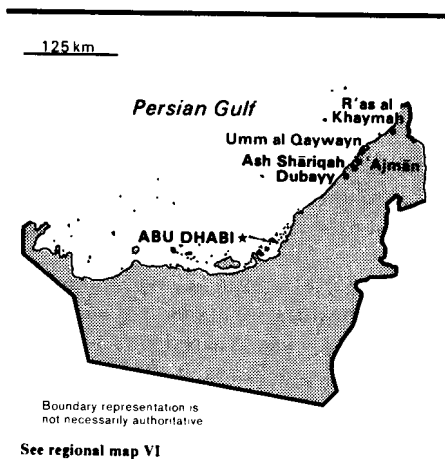 125 km
Persian Gulf
R'as al
Khaymah
Umm al Qaywayn
Ash Shāriqah
'Ajmān
Dubayy
ABU DHABI
Boundary representation is
not necessarily authoritative
See regional map VI